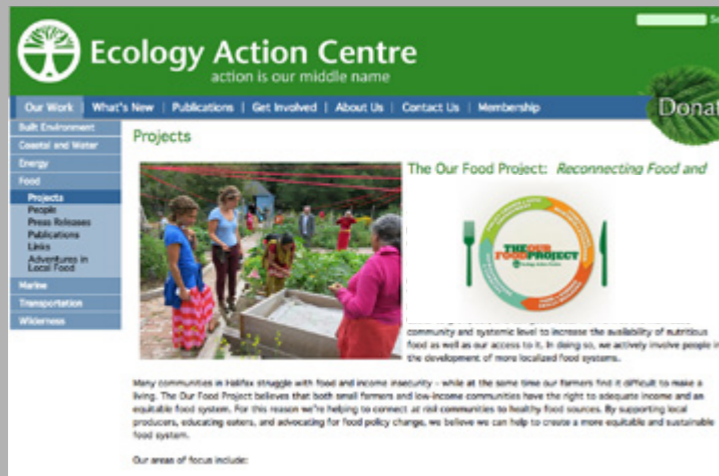 Se
Ecology Action Centre
action is our middle name
Our Work | What's New | Publications | Get Involved | About Us | Contact Us | Membership
Donat
Built Environment
Coastal and Water
Energy
Food
Projects
People
Press Releases
Publications
Links
Adventures in
Local Food
Marine
Transportation
Wilderness
Projects
The Our Food Project: Reconnecting Food and
THE OUR
FOOD PROJECT
Ecology Action Centre
community and systemic level to increase the availability of nutritious
food as well as our access to it. In doing so, we actively involve people in
the development of more localized food systems.
Many communities in Halifax struggle with food and income insecurity - while at the same time our farmers find it difficult to make a
living. The Our Food Project believes that both small farmers and low-income communities have the right to adequate income and an
equitable food system. For this reason we're helping to connect at risk communities to healthy food sources. By supporting local
producers, educating eaters, and advocating for food policy change, we believe we can help to create a more equitable and sustainable
food system.
Our areas of focus include: